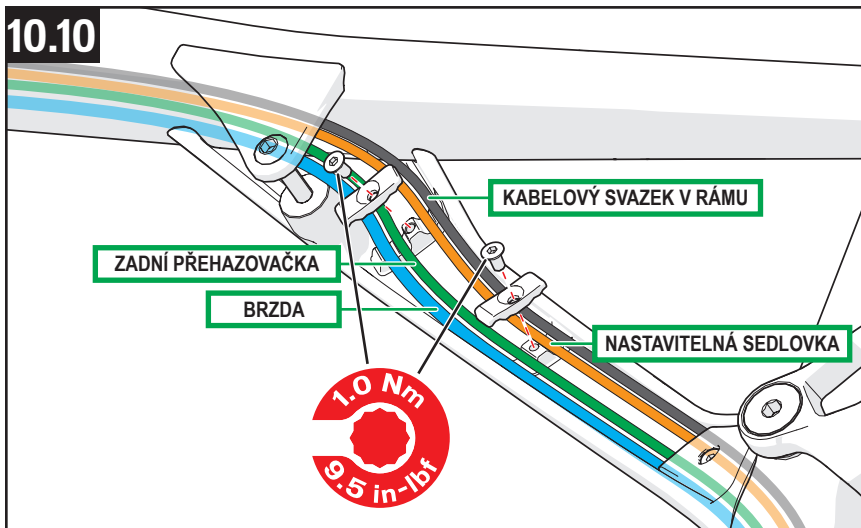 10.10
KABELOVÝ SVAZEK V RÁMU
ZADNÍ PŘEHAZOVAČKA
BRZDA
NASTAVITELNÁ SEDLOVKA
1.0 Nm
9.5 in-lbf